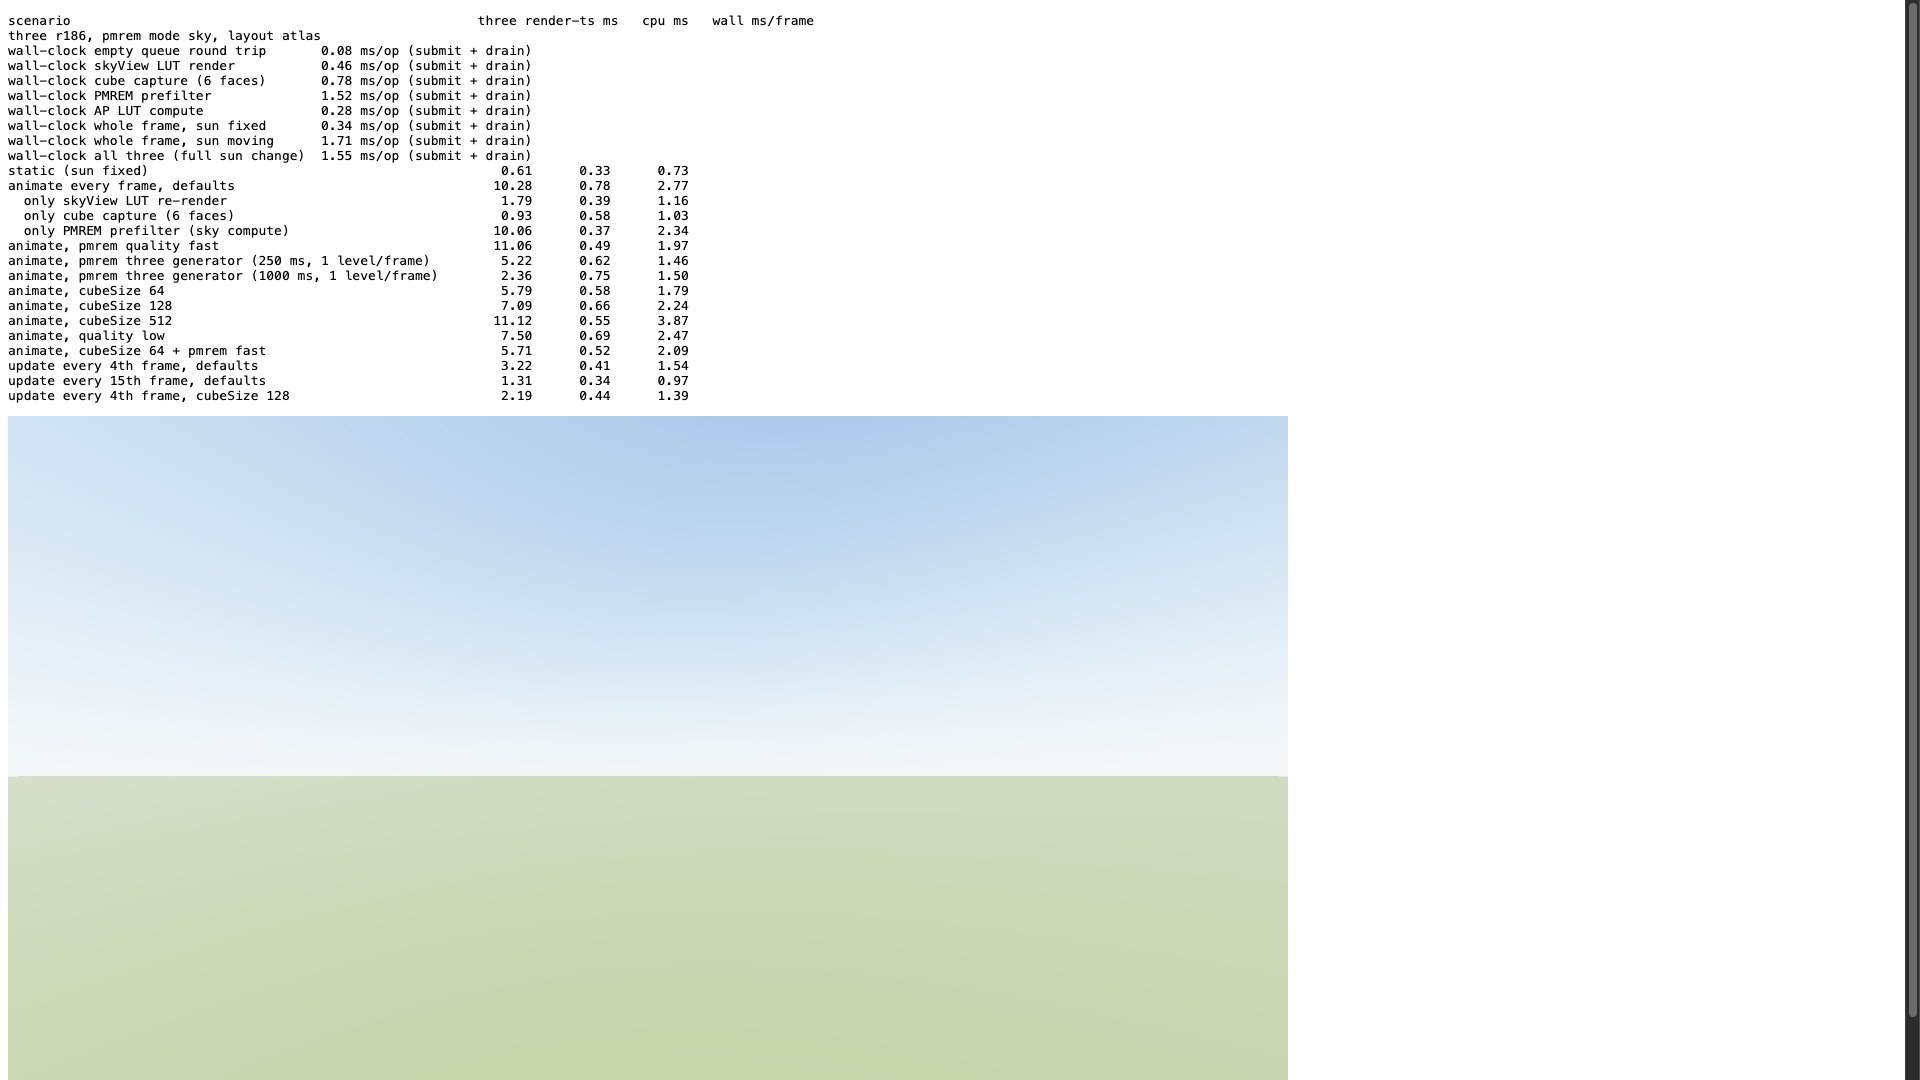 scenario three render-ts ms cpu ms wall ms/frame
three r186, pmrem mode sky, layout atlas
wall-clock empty queue round trip 0.08 ms/op (submit + drain)
wall-clock skyView LUT render 0.46 ms/op (submit + drain)
wall-clock cube capture (6 faces) 0.78 ms/op (submit + drain)
wall-clock PMREM prefilter 1.52 ms/op (submit + drain)
wall-clock AP LUT compute 0.28 ms/op (submit + drain)
wall-clock whole frame, sun fixed 0.34 ms/op (submit + drain)
wall-clock whole frame, sun moving 1.71 ms/op (submit + drain)
wall-clock all three (full sun change) 1.55 ms/op (submit + drain)
static (sun fixed) 0.61 0.33 0.73
animate every frame, defaults 10.28 0.78 2.77
only skyView LUT re-render 1.79 0.39 1.16
only cube capture (6 faces) 0.93 0.58 1.03
only PMREM prefilter (sky compute) 10.06 0.37 2.34
animate, pmrem quality fast 11.06 0.49 1.97
animate, pmrem three generator (250 ms, 1 level/frame) 5.22 0.62 1.46
animate, pmrem three generator (1000 ms, 1 level/frame) 2.36 0.75 1.50
animate, cubeSize 64 5.79 0.58 1.79
animate, cubeSize 128 7.09 0.66 2.24
animate, cubeSize 512 11.12 0.55 3.87
animate, quality low 7.50 0.69 2.47
animate, cubeSize 64 + pmrem fast 5.71 0.52 2.09
update every 4th frame, defaults 3.22 0.41 1.54
update every 15th frame, defaults 1.31 0.34 0.97
update every 4th frame, cubeSize 128 2.19 0.44 1.39